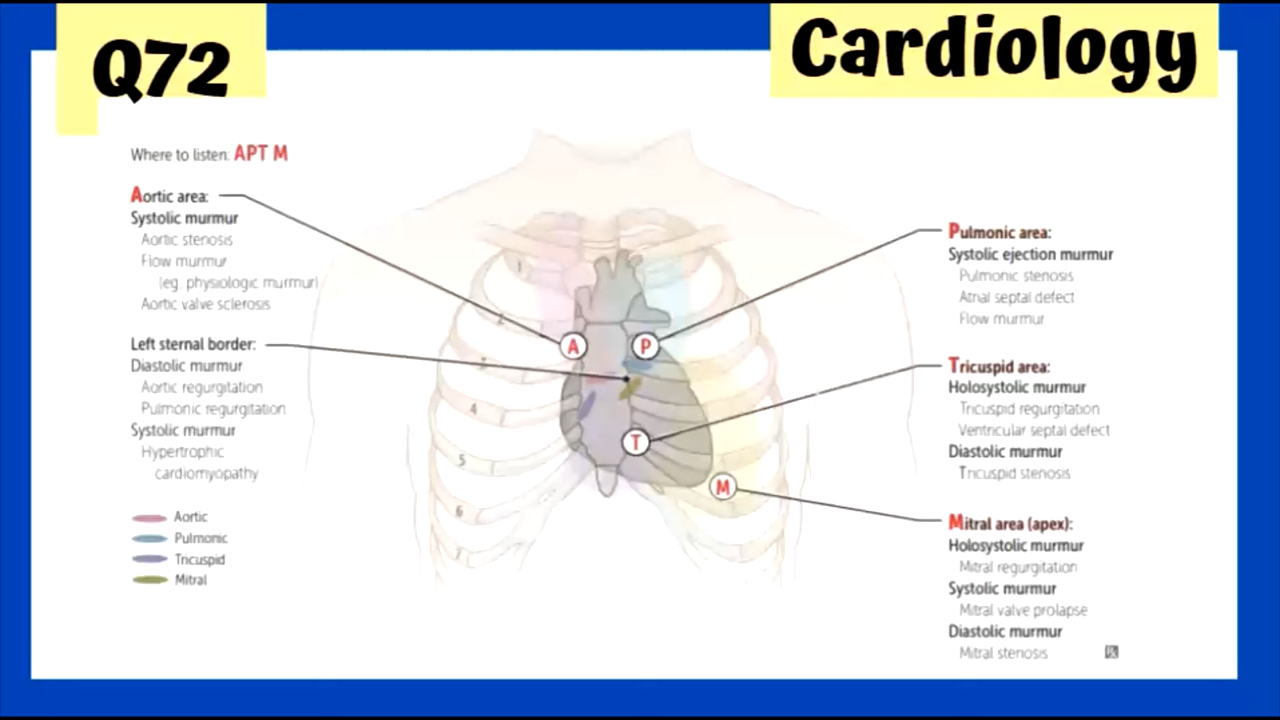 Q72
Cardiology
Where to listen: APT M
Aortic area:
Systolic murmur
Aortic stenosis
Flow murmur
(eg. physiologic murmur)
Aortic valve sclerosis
Left sternal border:
Diastolic murmur
Aortic regurgitation
Pulmonic regurgitation
Systolic murmur
Hypertrophic
cardiomyopathy
Aortic
Pulmonic
Tricuspid
Mitral
1
2
3
4
5
6
7
A
P
T
M
Pulmonic area:
Systolic ejection murmur
Pulmonic stenosis
Atrial septal defect
Flow murmur
Tricuspid area:
Holosystolic murmur
Tricuspid regurgitation
Ventricular septal defect
Diastolic murmur
Tricuspid stenosis
Mitral area (apex):
Holosystolic murmur
Mitral regurgitation
Systolic murmur
Mitral valve prolapse
Diastolic murmur
Mitral stenosis